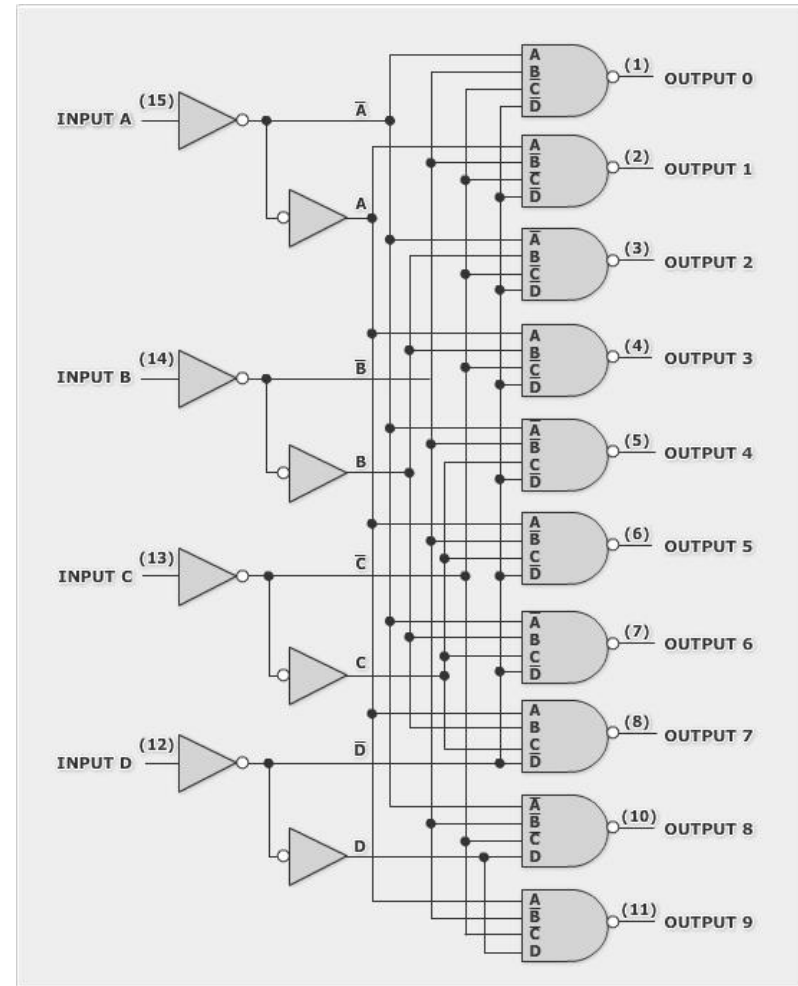 A
B
C̅
D̅
(1)
OUTPUT 0
INPUT A
(15)
A̅
A
B̅
C̅
D̅
(2)
OUTPUT 1
A
A̅
B
C̅
D̅
(3)
OUTPUT 2
INPUT B
(14)
B̅
A
B
C̅
D̅
(4)
OUTPUT 3
B
A̅
B̅
C
D̅
(5)
OUTPUT 4
INPUT C
(13)
C̅
A
B̅
C
D̅
(6)
OUTPUT 5
C
A̅
B
C
D̅
(7)
OUTPUT 6
INPUT D
(12)
D̅
A
B
C
D̅
(8)
OUTPUT 7
D
A̅
B̅
C̅
D
(10)
OUTPUT 8
A
B̅
C̅
D
(11)
OUTPUT 9